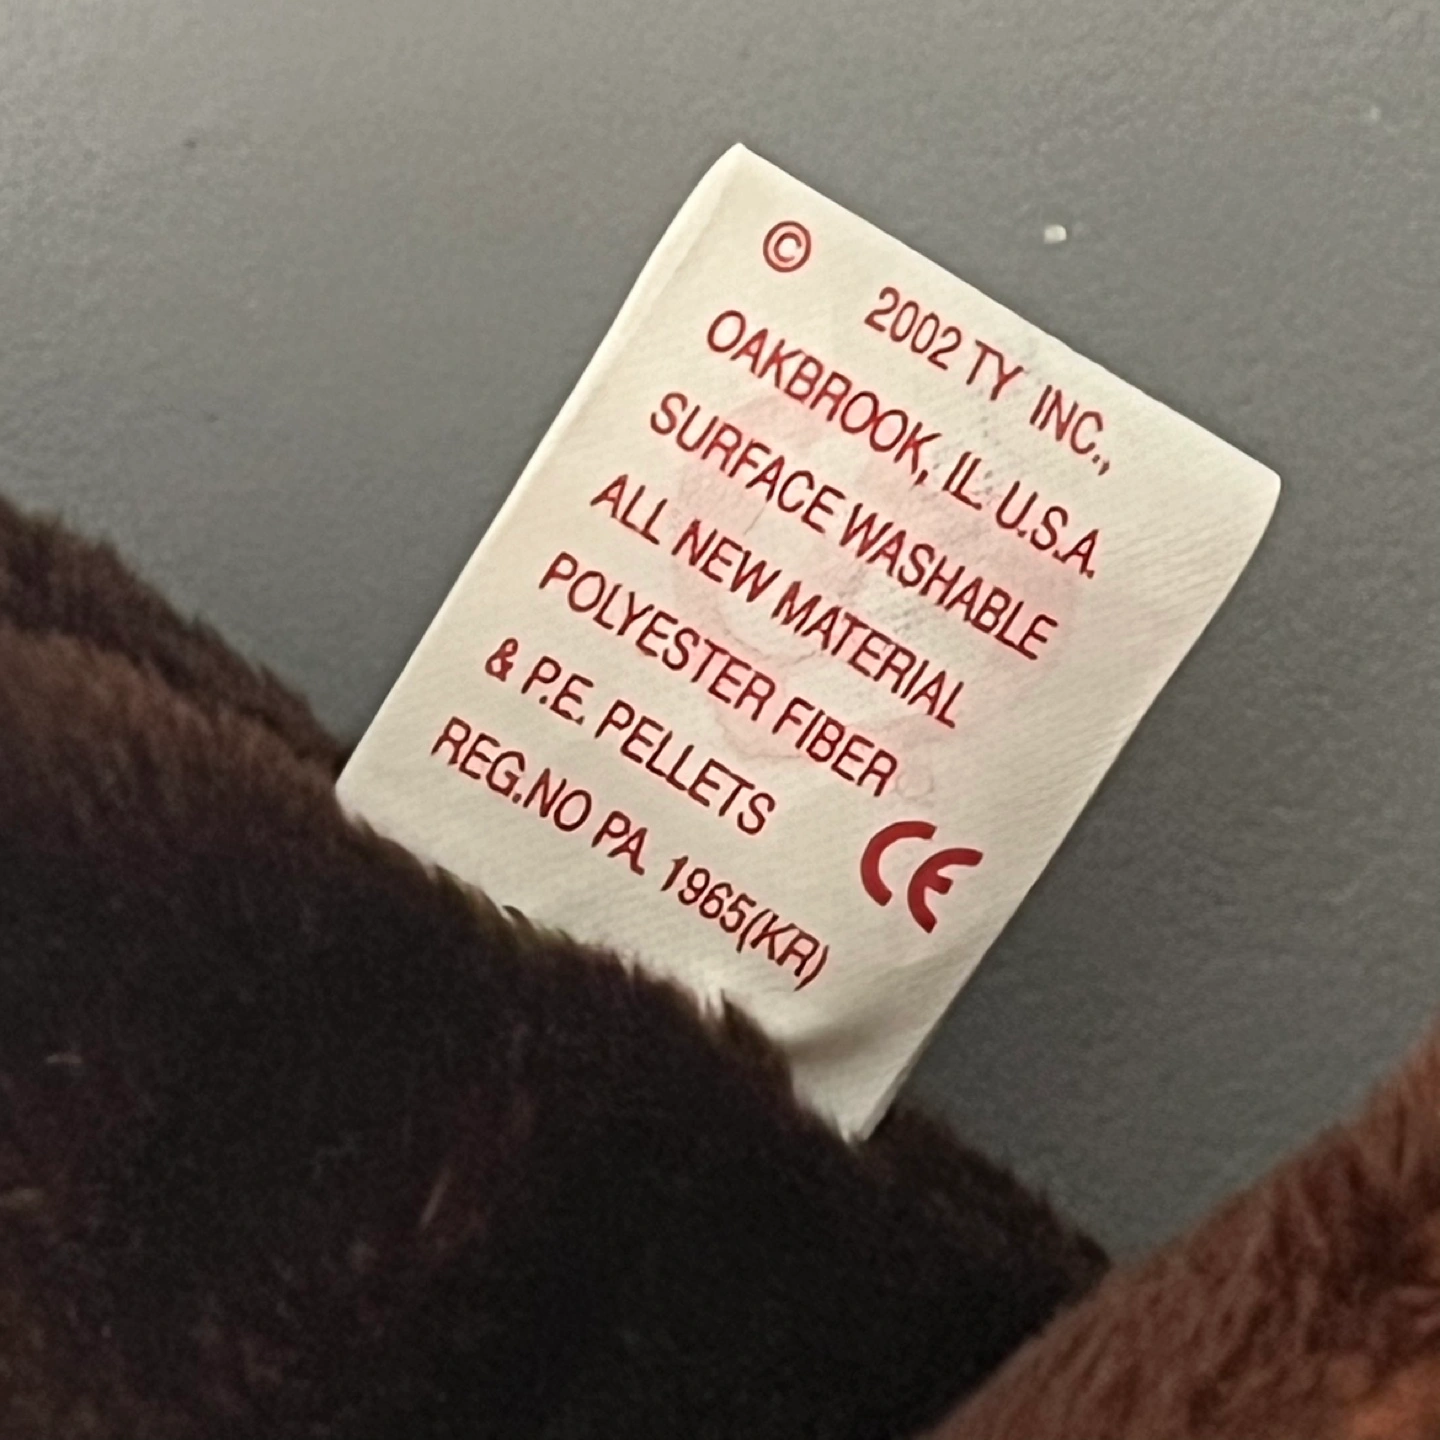 © 2002 TY INC.,
OAKBROOK, IL. U.S.A.
SURFACE WASHABLE
ALL NEW MATERIAL
POLYESTER FIBER
& P.E. PELLETS
REG.NO PA. 1965(KR)
CE